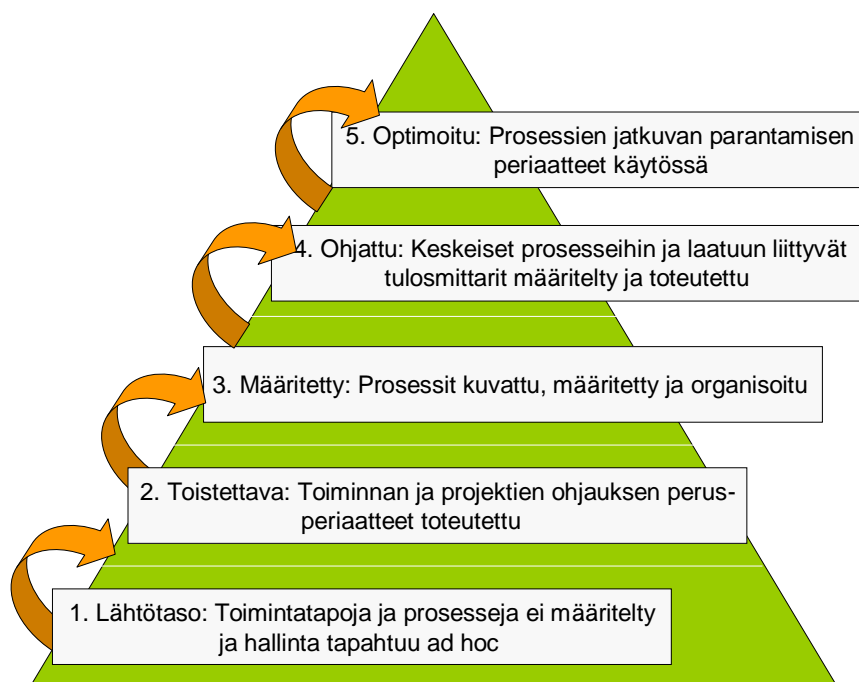 5. Optimoitu: Prosessien jatkuvan parantamisen
periaatteet käytössä
4. Ohjattu: Keskeiset prosesseihin ja laatuun liittyvät
tulosmittarit määritelty ja toteutettu
3. Määritetty: Prosessit kuvattu, määritetty ja organisoitu
2. Toistettava: Toiminnan ja projektien ohjauksen perus-
periaatteet toteutettu
1. Lähtötaso: Toimintatapoja ja prosesseja ei määritelty
ja hallinta tapahtuu ad hoc